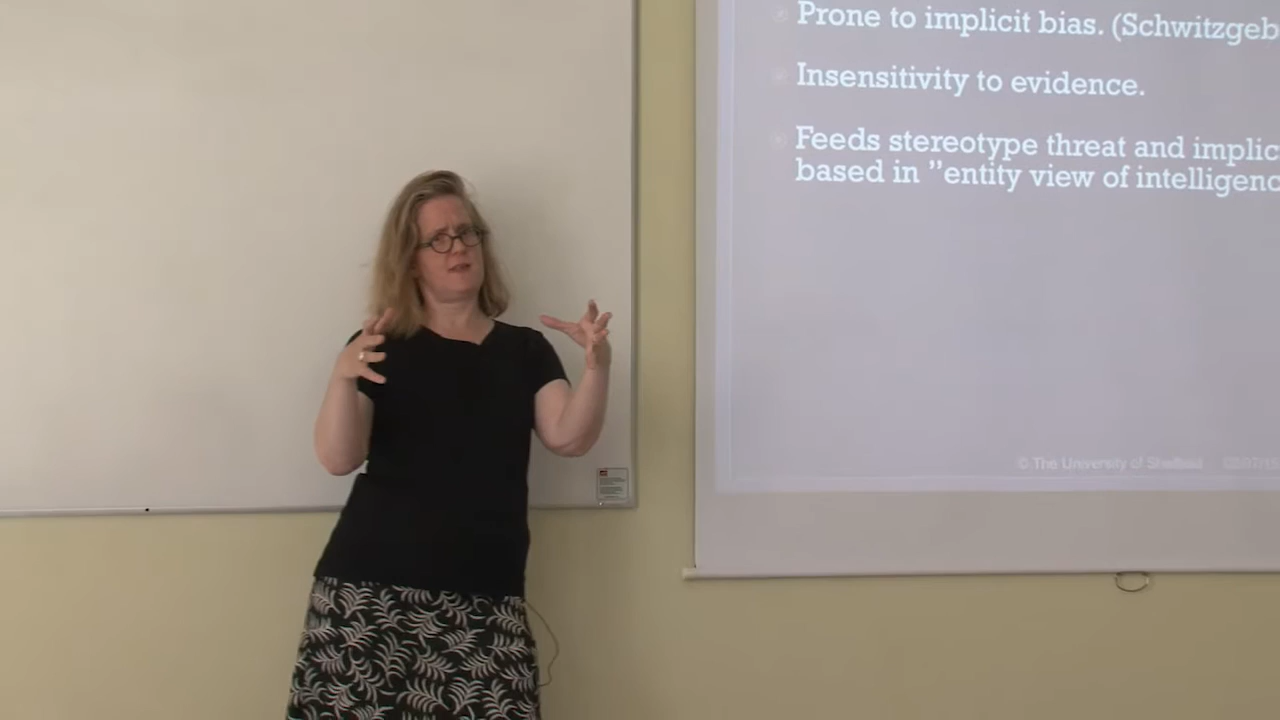 Prone to implicit bias. (Schwitzgeb
Insensitivity to evidence.
Feeds stereotype threat and implic
based in ”entity view of intelligenc
© The University of Sheffield